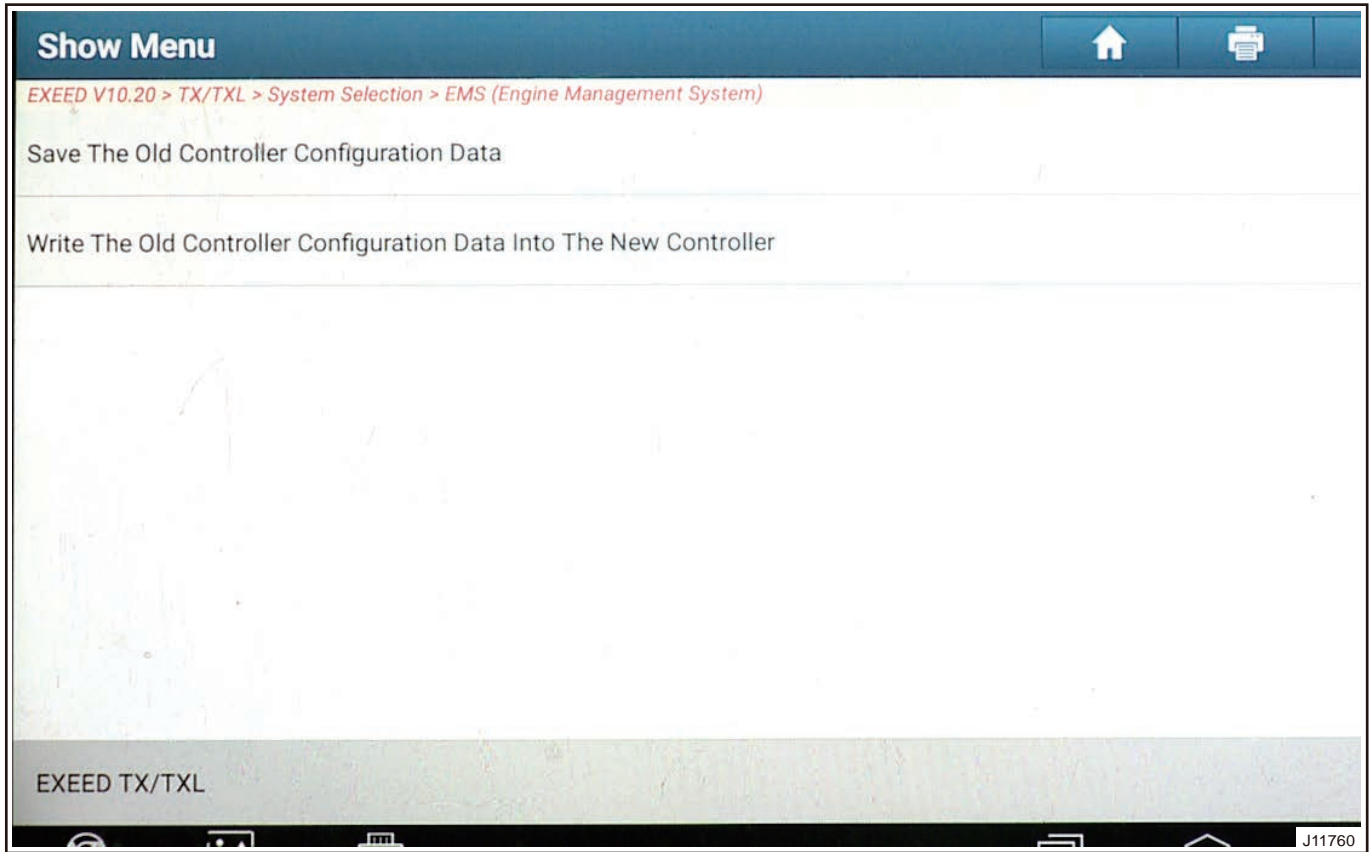 Show Menu
EXEED V10.20 > TX/TXL > System Selection > EMS (Engine Management System)
Save The Old Controller Configuration Data
Write The Old Controller Configuration Data Into The New Controller
EXEED TX/TXL
J11760